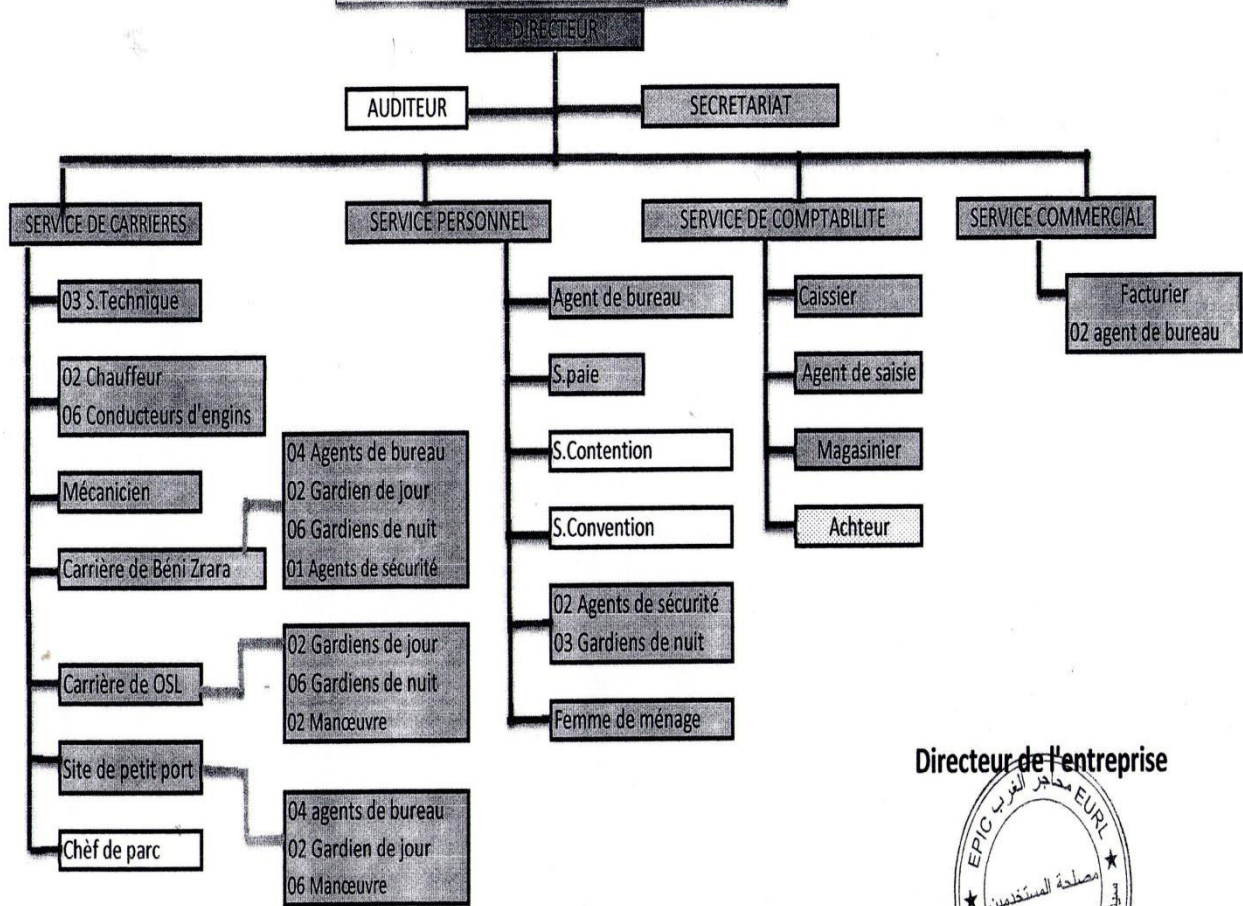 DIRECTEUR
AUDITEUR
SECRETARIAT
SERVICE DE CARRIERES
SERVICE PERSONNEL
SERVICE DE COMPTABILITE
SERVICE COMMERCIAL
03 S.Technique
02 Chauffeur
06 Conducteurs d'engins
Mécanicien
Carrière de Béni Zrara
04 Agents de bureau
02 Gardien de jour
06 Gardiens de nuit
01 Agents de sécurité
Carrière de OSL
02 Gardiens de jour
06 Gardiens de nuit
02 Manœuvre
Site de petit port
04 agents de bureau
02 Gardien de jour
06 Manœuvre
Chèf de parc
Agent de bureau
S.paie
S.Contention
S.Convention
02 Agents de sécurité
03 Gardiens de nuit
Femme de ménage
Caissier
Agent de saisie
Magasinier
Achteur
Facturier
02 agent de bureau
Directeur de l'entreprise
EPIC محاجر الغرب EURL
مصلحة المستخدمين